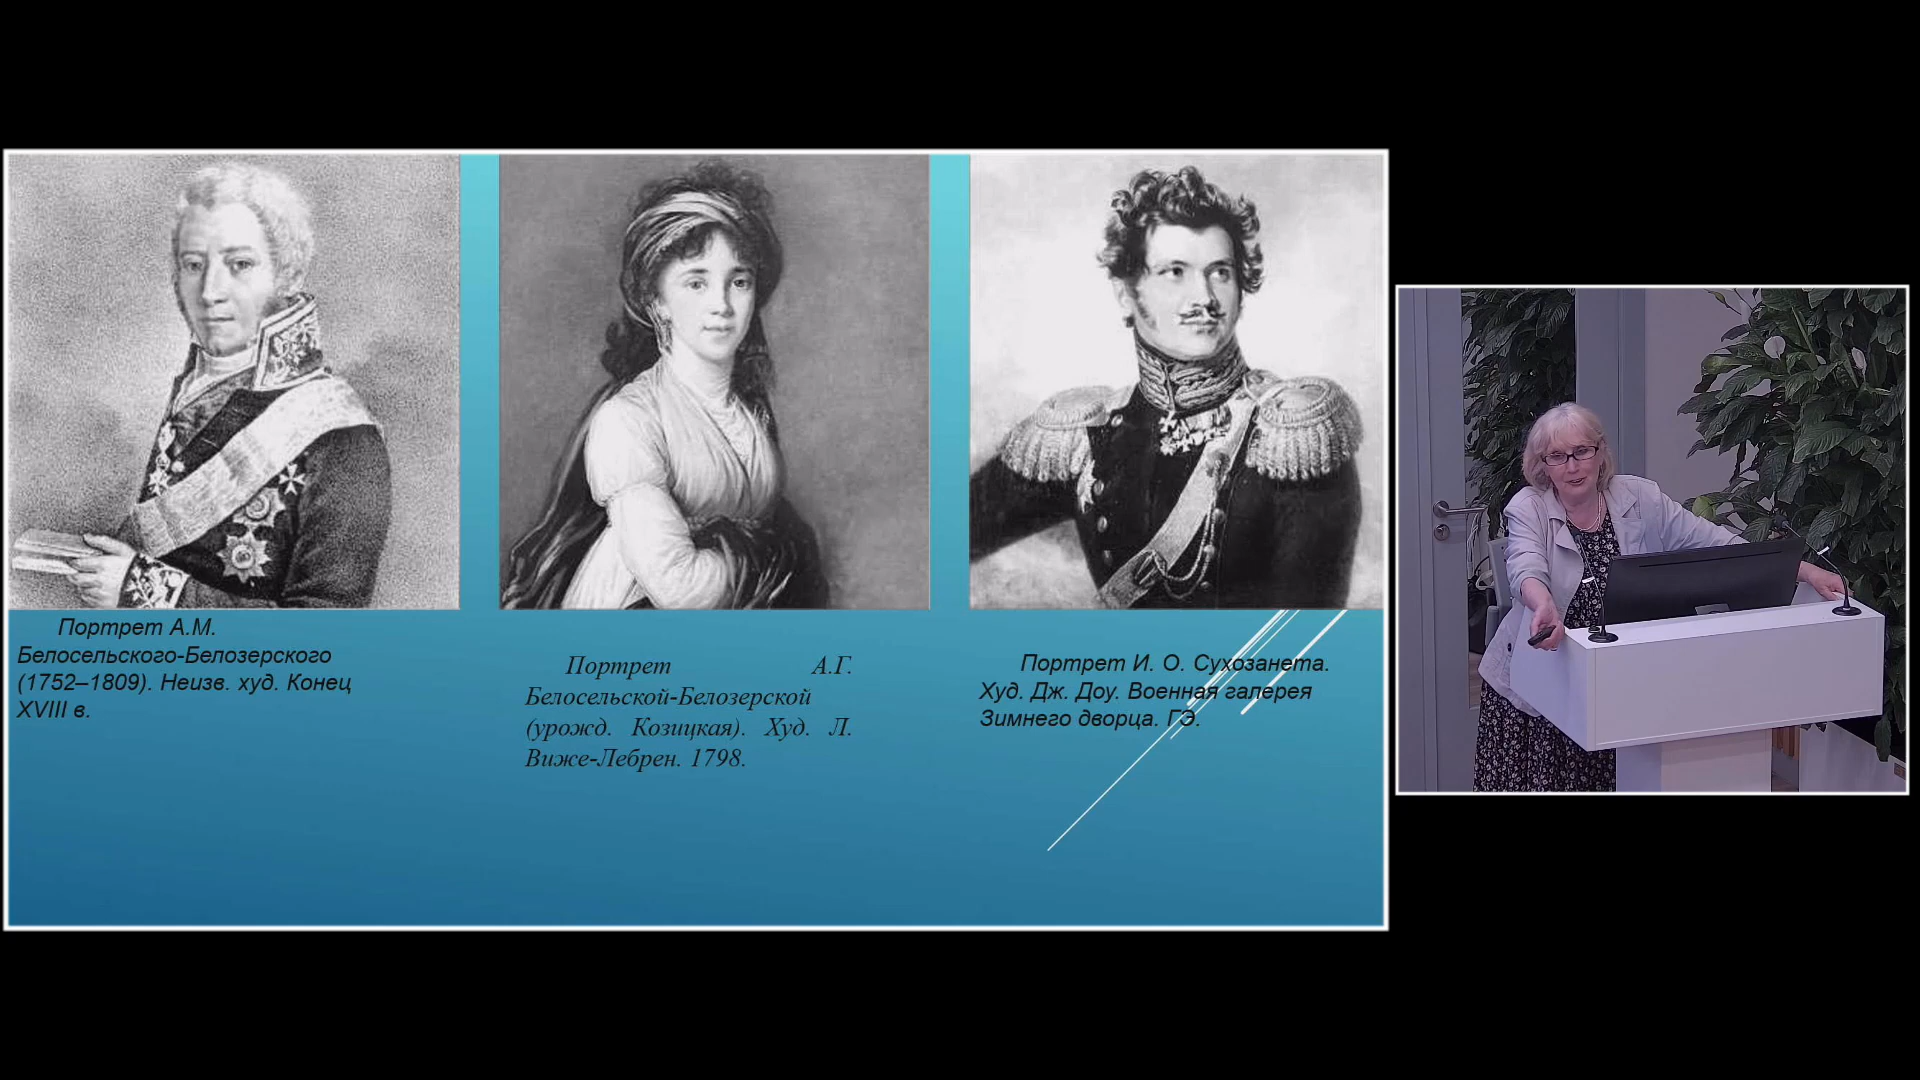 Портрет А.М.
Белосельского-Белозерского
(1752–1809). Неизв. худ. Конец
XVIII в.
Портрет А.Г.
Белосельской-Белозерской
(урожд. Козицкая). Худ. Л.
Виже-Лебрен. 1798.
Портрет И. О. Сухозанета.
Худ. Дж. Доу. Военная галерея
Зимнего дворца. ГЭ.